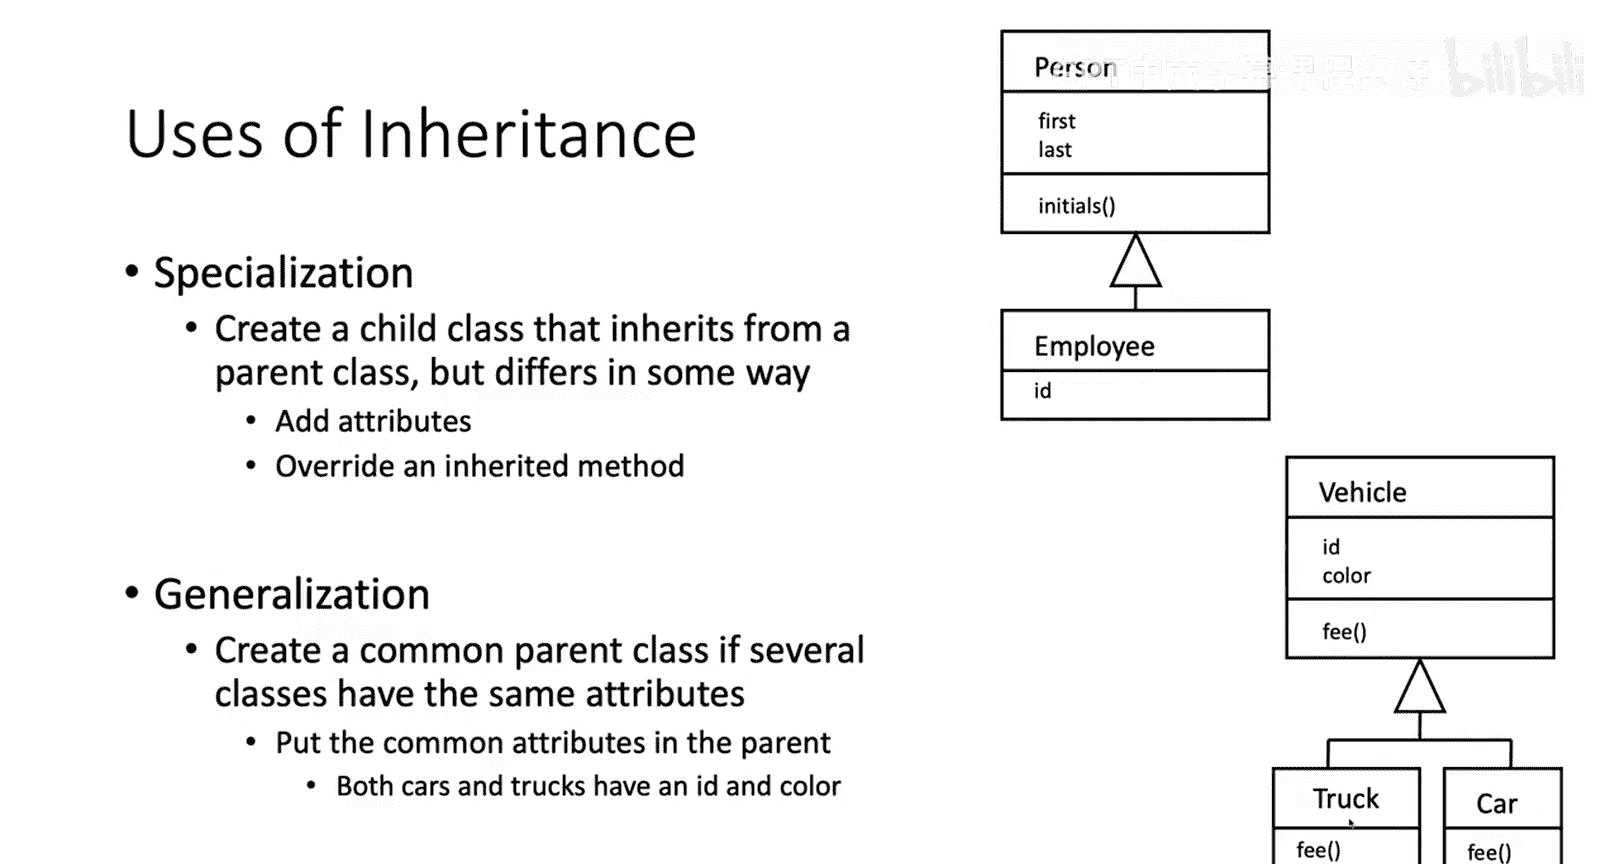 Uses of Inheritance
• Specialization
• Create a child class that inherits from a
parent class, but differs in some way
• Add attributes
• Override an inherited method
• Generalization
• Create a common parent class if several
classes have the same attributes
• Put the common attributes in the parent
• Both cars and trucks have an id and color
Person
bilibili
first
last
initials()
Employee
id
Vehicle
id
color
fee()
Truck
fee()
Car
fee()